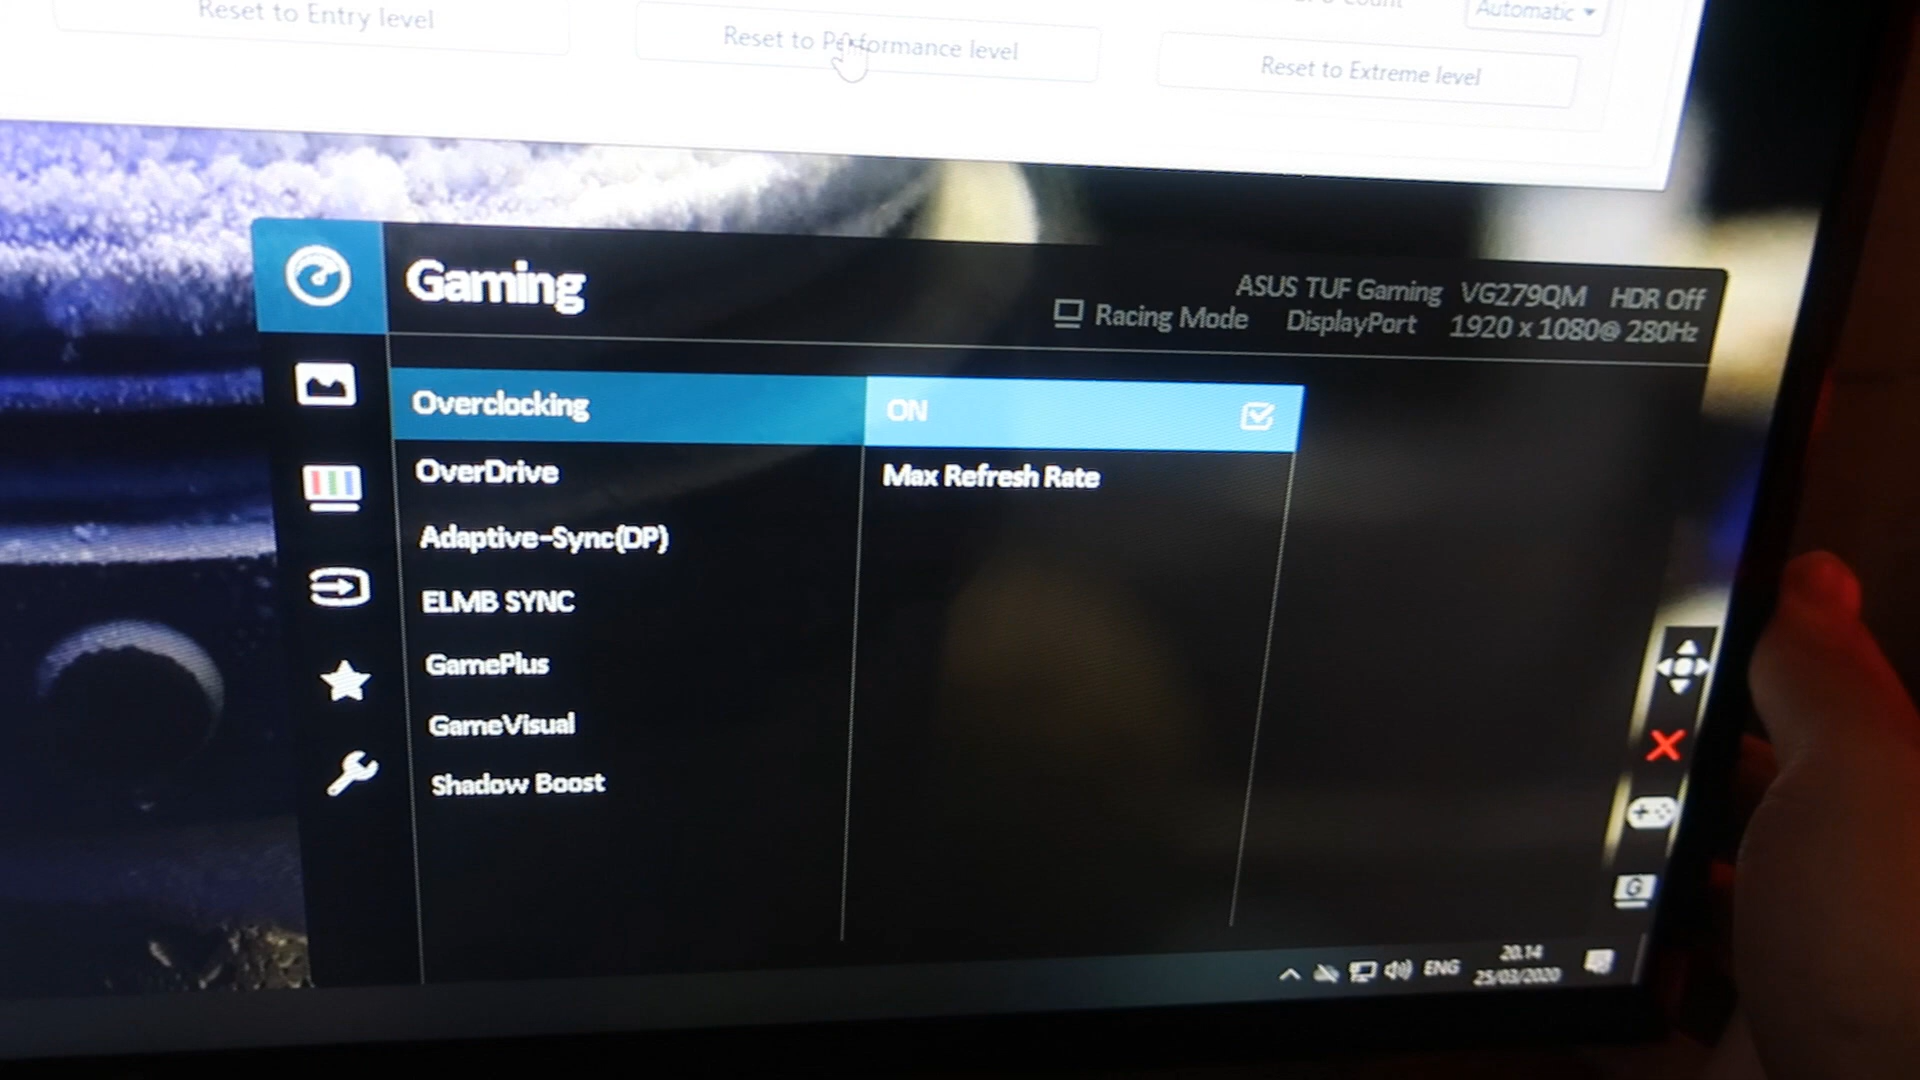 Reset to Entry level
Automatic
Reset to Performance level
Reset to Extreme level
Gaming
ASUS TUF Gaming VG279QM HDR Off
Racing Mode DisplayPort 1920 x 1080@ 280Hz
Overclocking
ON
OverDrive
Max Refresh Rate
Adaptive-Sync(DP)
ELMB SYNC
GamePlus
GameVisual
Shadow Boost
G
ENG
20.14
25/03/2020